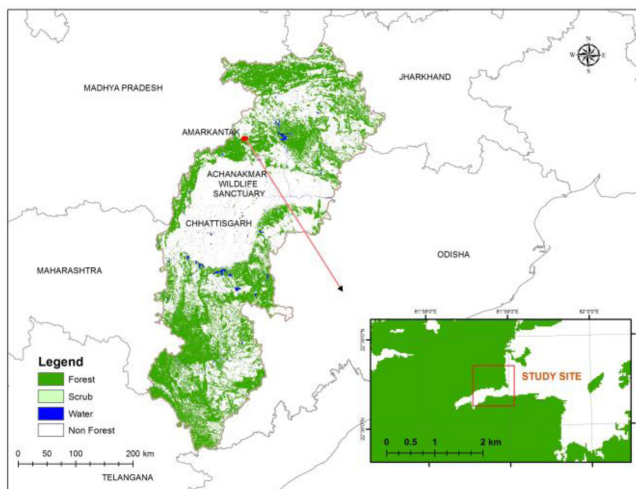 MADHYA PRADESH
JHARKHAND
N
W
E
S
AMARKANTAK
ACHANAKMAR
WILDLIFE
SANCTUARY
CHHATTISGARH
ODISHA
MAHARASHTRA
Legend
Forest
Scrub
Water
Non Forest
0 50 100 200 km
TELANGANA
STUDY SITE
0 0.5 1 2 km